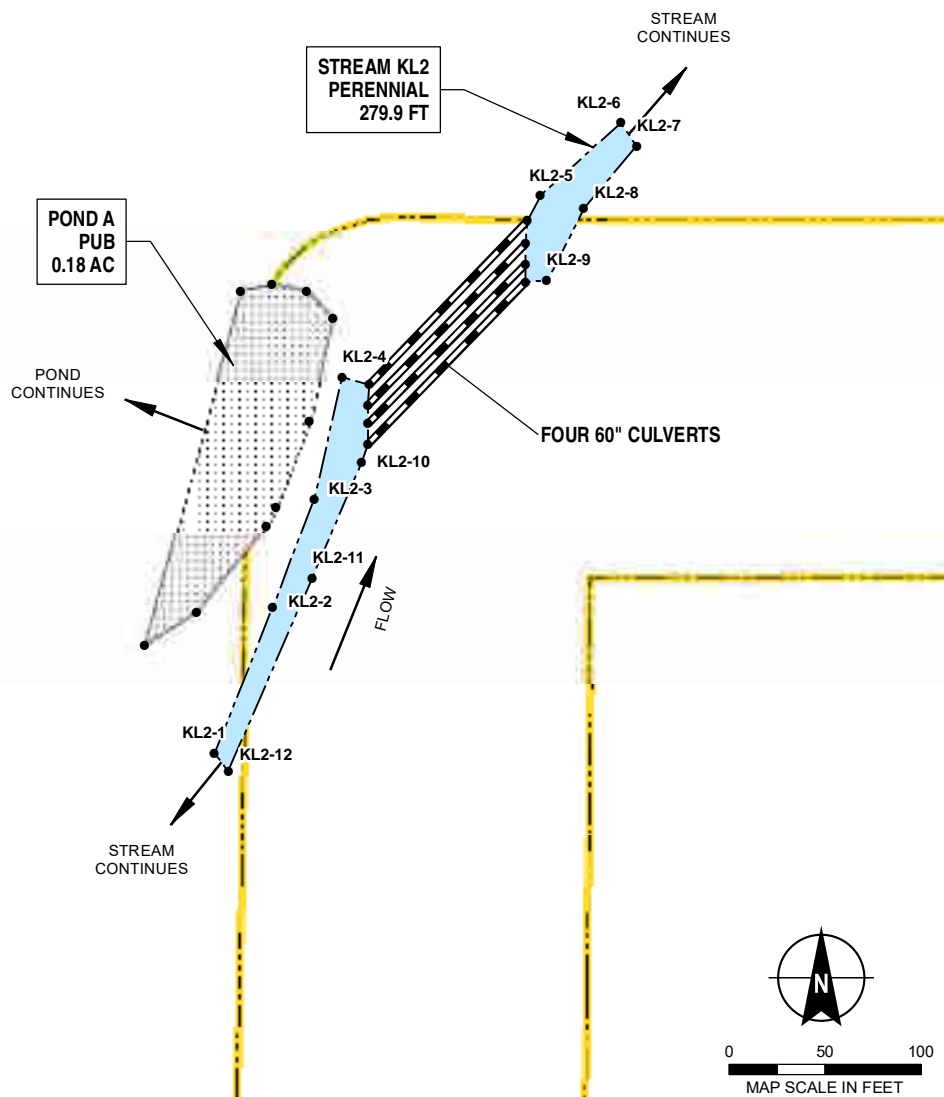 STREAM
CONTINUES
STREAM KL2
PERENNIAL
279.9 FT
KL2-6
KL2-7
KL2-5
KL2-8
POND A
PUB
0.18 AC
KL2-9
KL2-4
POND
CONTINUES
FOUR 60" CULVERTS
KL2-10
KL2-3
KL2-11
KL2-2
FLOW
KL2-1
KL2-12
STREAM
CONTINUES
N
0 50 100
MAP SCALE IN FEET